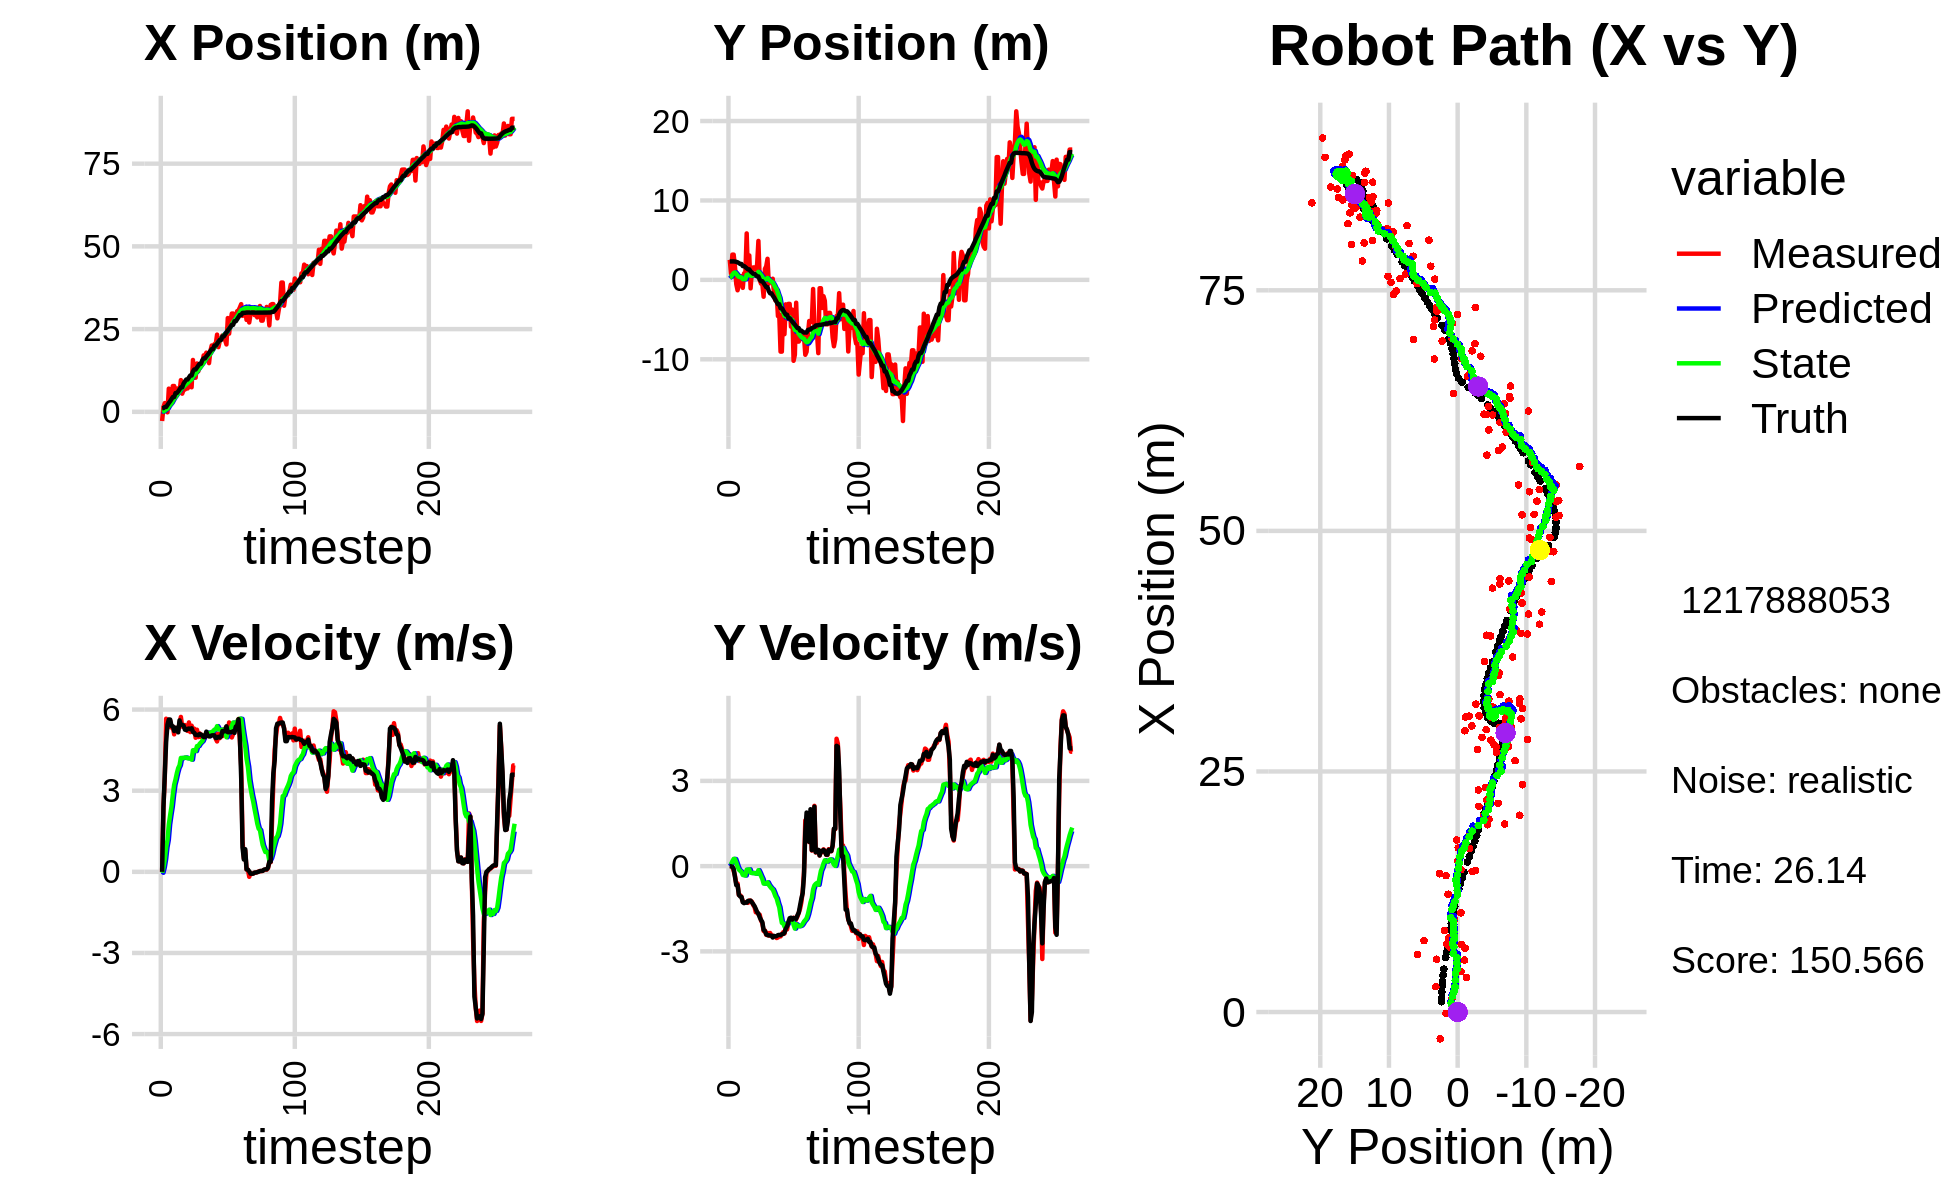 X Position (m)
75
50
25
0
0
100
200
timestep
Y Position (m)
20
10
0
-10
0
100
200
timestep
X Velocity (m/s)
6
3
0
-3
-6
0
100
200
timestep
Y Velocity (m/s)
3
0
-3
0
100
200
timestep
Robot Path (X vs Y)
X Position (m)
75
50
25
0
20 10 0 -10 -20
Y Position (m)
variable
Measured
Predicted
State
Truth
1217888053
Obstacles: none
Noise: realistic
Time: 26.14
Score: 150.566